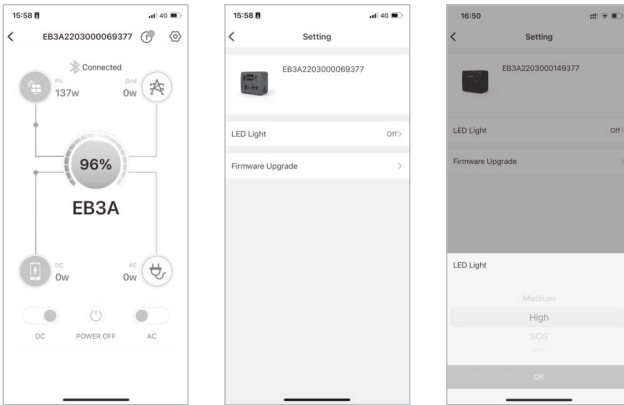 15:58
40
EB3A2203000069377
Connected
PV
137w
Grid
0w
96%
EB3A
DC
0w
AC
0w
DC
POWER OFF
AC
15:58
40
Setting
EB3A2203000069377
LED Light
Off
Firmware Upgrade
16:50
Setting
EB3A2203000149377
LED Light
Off
Firmware Upgrade
LED Light
Medium
High
SOS
OK